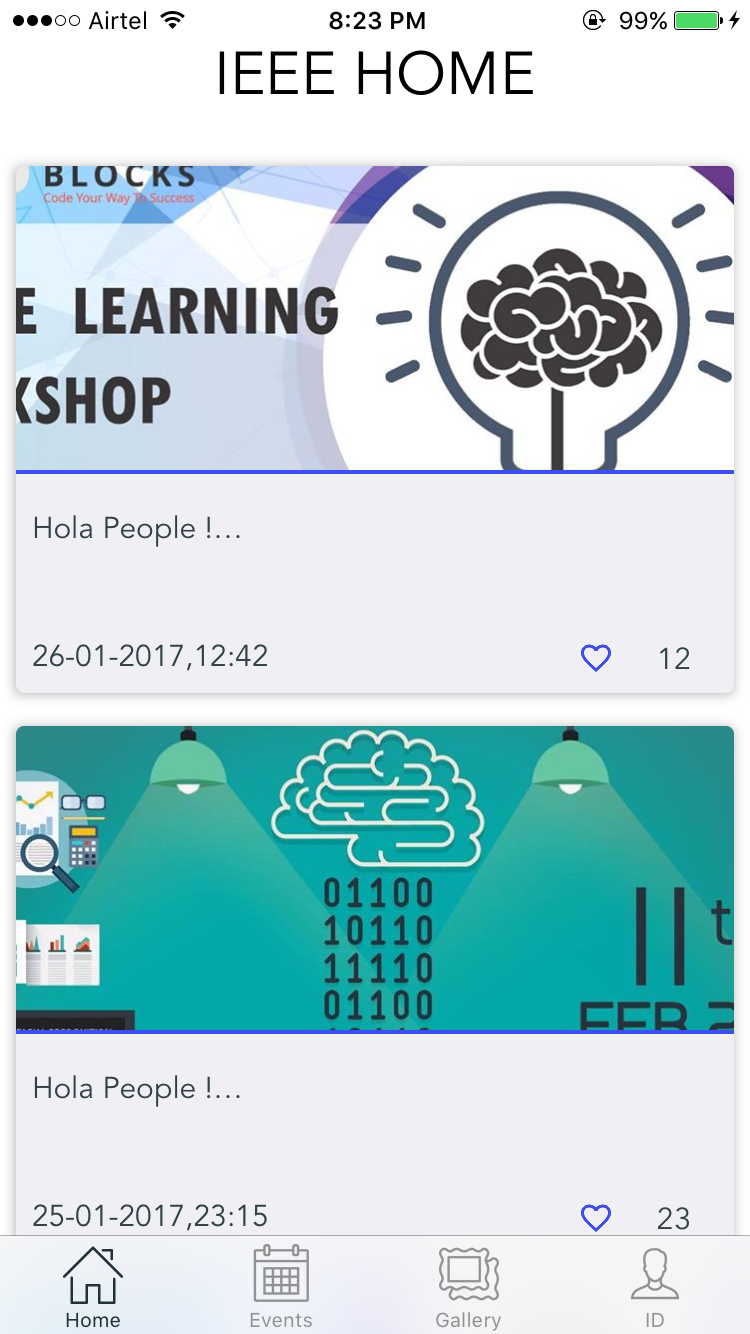 Airtel 8:23 PM 99%
IEEE HOME
BLOCKS
Code Your Way To Success
E LEARNING
KSHOP
Hola People !...
26-01-2017,12:42 12
01100
10110
11110
01100
11 t
FEB 2
Hola People !...
25-01-2017,23:15 23
Home Events Gallery ID